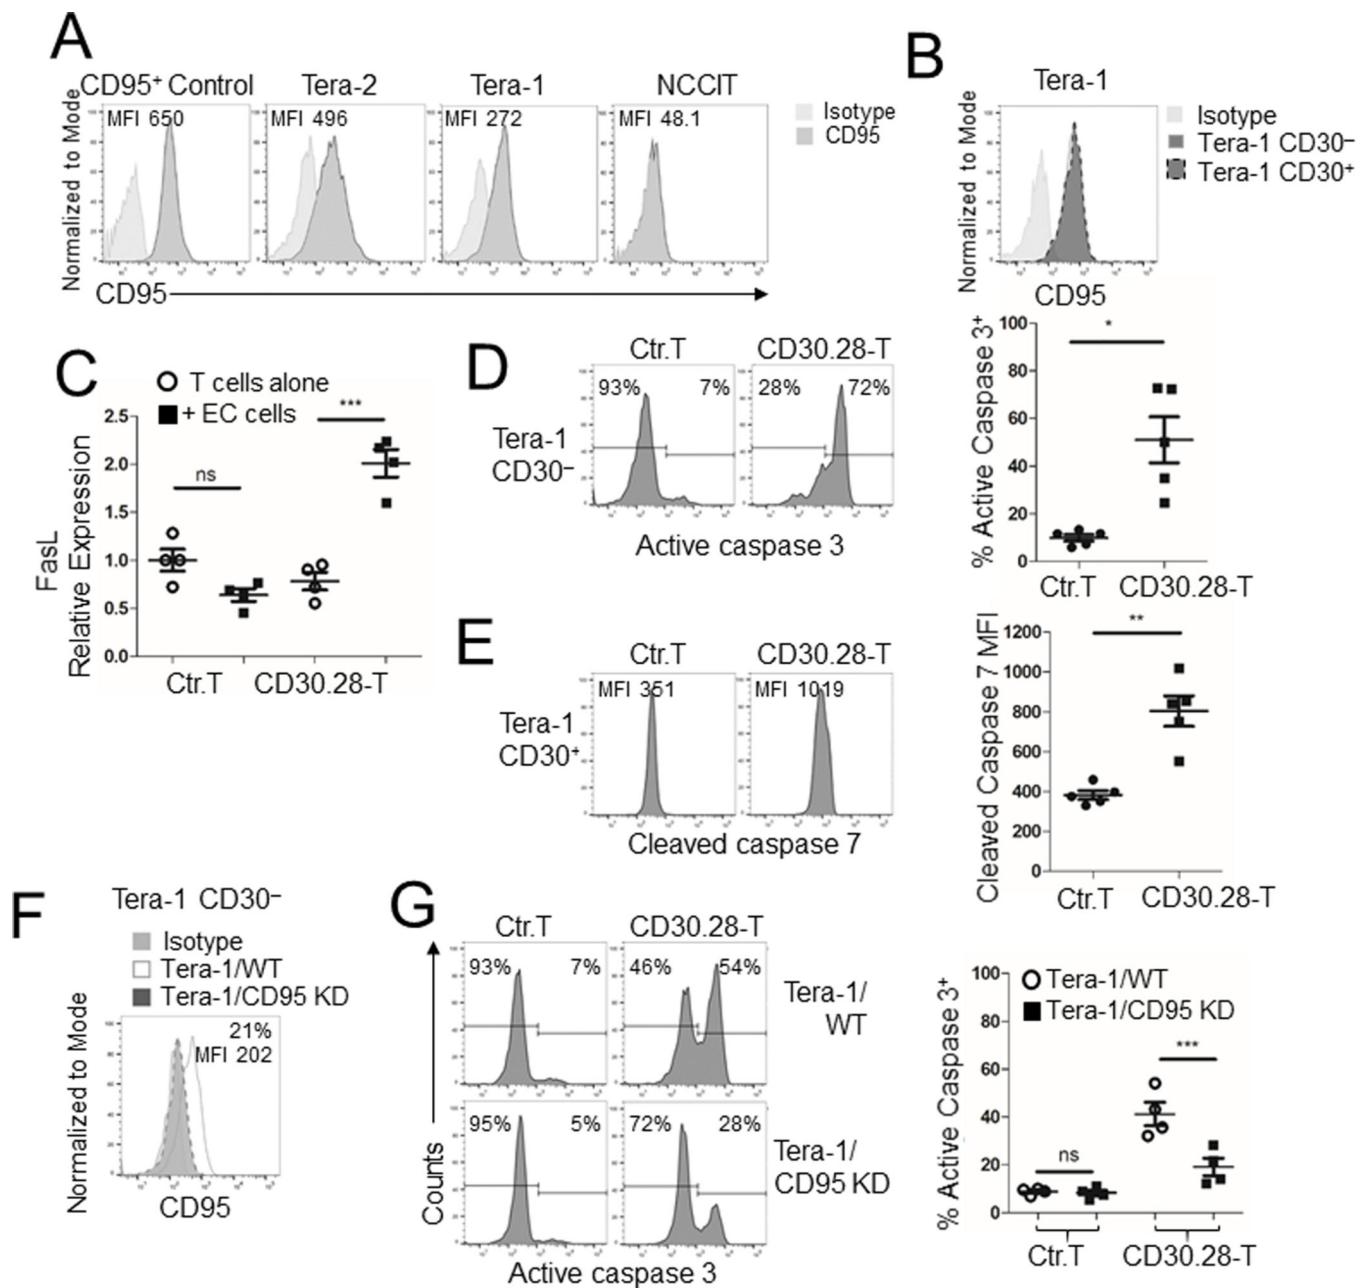 A
CD95+ Control
Tera-2
Tera-1
NCCIT
MFI 650
MFI 496
MFI 272
MFI 48.1
Isotype
CD95
Normalized to Mode
CD95
B
Tera-1
Isotype
Tera-1 CD30–
Tera-1 CD30+
Normalized to Mode
CD95
C
T cells alone
+ EC cells
FasL
Relative Expression
2.5
2.0
1.5
1.0
0.5
0.0
ns
***
Ctr.T
CD30.28-T
D
Ctr.T
CD30.28-T
Tera-1
CD30–
93%
7%
28%
72%
Active caspase 3
% Active Caspase 3+
100
80
60
40
20
0
*
Ctr.T
CD30.28-T
E
Ctr.T
CD30.28-T
Tera-1
CD30+
MFI 351
MFI 1019
Cleaved caspase 7
Cleaved Caspase 7 MFI
1200
1000
800
600
400
200
0
**
Ctr.T
CD30.28-T
F
Tera-1 CD30–
Isotype
Tera-1/WT
Tera-1/CD95 KD
21%
MFI 202
Normalized to Mode
CD95
G
Ctr.T
CD30.28-T
93%
7%
46%
54%
Tera-1/
WT
95%
5%
72%
28%
Tera-1/
CD95 KD
Counts
Active caspase 3
% Active Caspase 3+
100
80
60
40
20
0
Tera-1/WT
Tera-1/CD95 KD
ns
***
Ctr.T
CD30.28-T